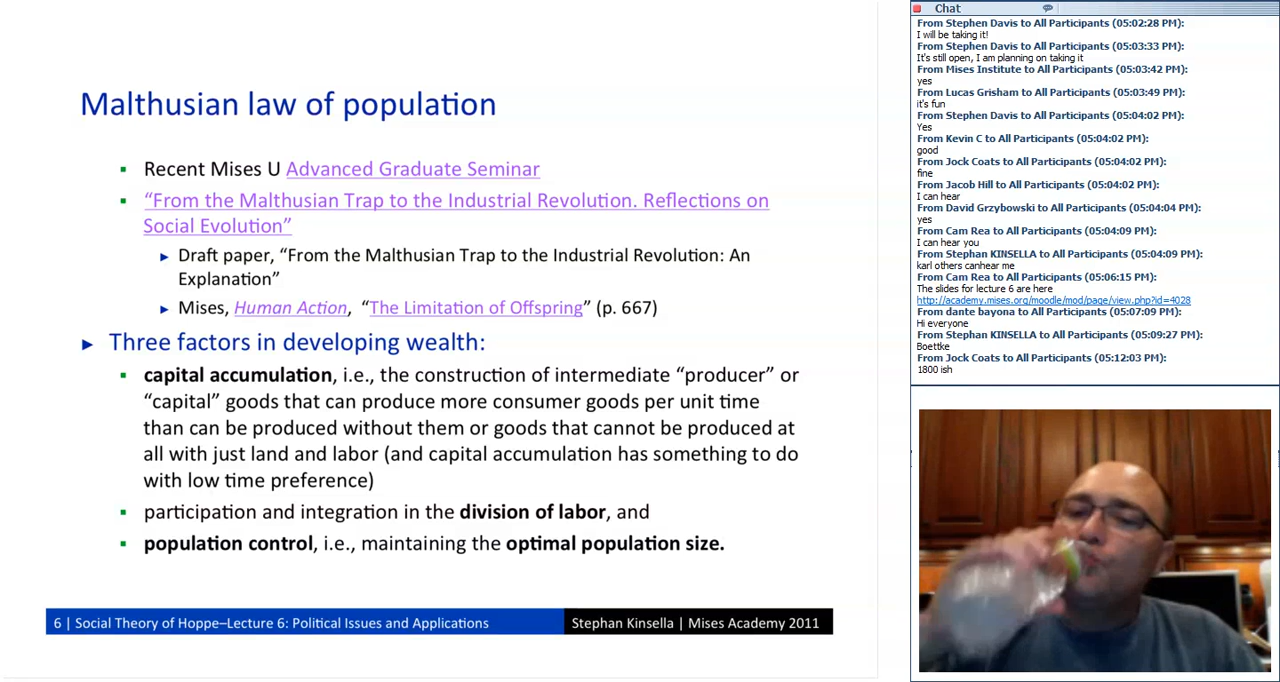 Malthusian law of population
Recent Mises U Advanced Graduate Seminar
“From the Malthusian Trap to the Industrial Revolution. Reflections on
Social Evolution”
Draft paper, “From the Malthusian Trap to the Industrial Revolution: An
Explanation”
Mises, Human Action, “The Limitation of Offspring” (p. 667)
Three factors in developing wealth:
capital accumulation, i.e., the construction of intermediate “producer” or
“capital” goods that can produce more consumer goods per unit time
than can be produced without them or goods that cannot be produced at
all with just land and labor (and capital accumulation has something to do
with low time preference)
participation and integration in the division of labor, and
population control, i.e., maintaining the optimal population size.
6 | Social Theory of Hoppe–Lecture 6: Political Issues and Applications
Stephan Kinsella | Mises Academy 2011
Chat
From Stephen Davis to All Participants (05:02:28 PM):
I will be taking it!
From Stephen Davis to All Participants (05:03:33 PM):
It's still open, I am planning on taking it
From Mises Institute to All Participants (05:03:42 PM):
yes
From Lucas Grisham to All Participants (05:03:49 PM):
it's fun
From Stephen Davis to All Participants (05:04:02 PM):
Yes
From Kevin C to All Participants (05:04:02 PM):
good
From Jock Coats to All Participants (05:04:02 PM):
fine
From Jacob Hill to All Participants (05:04:02 PM):
I can hear
From David Grzybowski to All Participants (05:04:04 PM):
yes
From Cam Rea to All Participants (05:04:09 PM):
I can hear you
From Stephan KINSELLA to All Participants (05:04:09 PM):
karl others canhear me
From Cam Rea to All Participants (05:06:15 PM):
The slides for lecture 6 are here
http://academy.mises.org/moodle/mod/page/view.php?id=4028
From dante bayona to All Participants (05:07:09 PM):
Hi everyone
From Stephan KINSELLA to All Participants (05:09:27 PM):
Boettke
From Jock Coats to All Participants (05:12:03 PM):
1800 ish